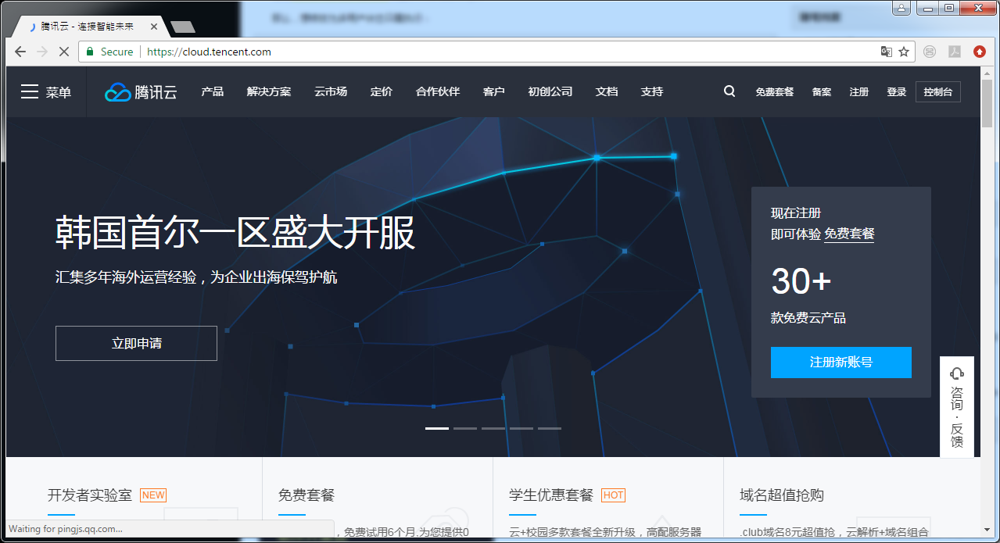 腾讯云 - 连接智能未来
Secure
https://cloud.tencent.com
菜单
腾讯云
产品
解决方案
云市场
定价
合作伙伴
客户
初创公司
文档
支持
免费套餐
备案
注册
登录
控制台
韩国首尔一区盛大开服
汇集多年海外运营经验，为企业出海保驾护航
立即申请
现在注册
即可体验 免费套餐
30+
款免费云产品
注册新账号
咨询·反馈
开发者实验室 NEW
免费套餐
学生优惠套餐 HOT
域名超值抢购
Waiting for pingjs.qq.com...
，免费试用6个月,为您提供0
云+校园多款套餐全新升级，高配服务器
.club域名8元超值抢，云解析+域名组合